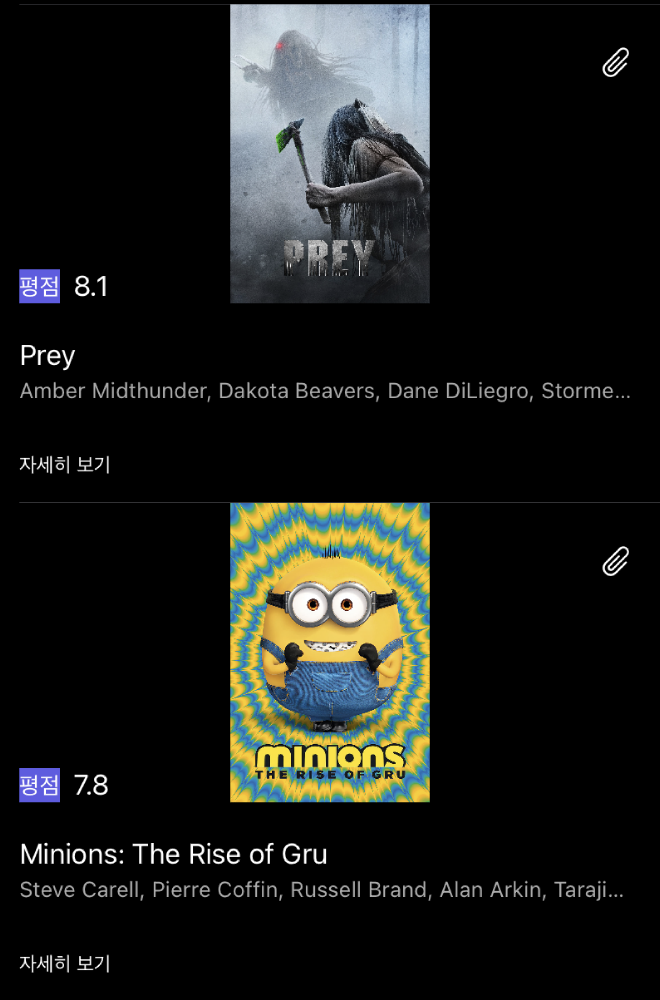 PREY
평점 8.1
Prey
Amber Midthunder, Dakota Beavers, Dane DiLiegro, Storme...
자세히 보기
MINIONS
THE RISE OF GRU
평점 7.8
Minions: The Rise of Gru
Steve Carell, Pierre Coffin, Russell Brand, Alan Arkin, Taraji...
자세히 보기